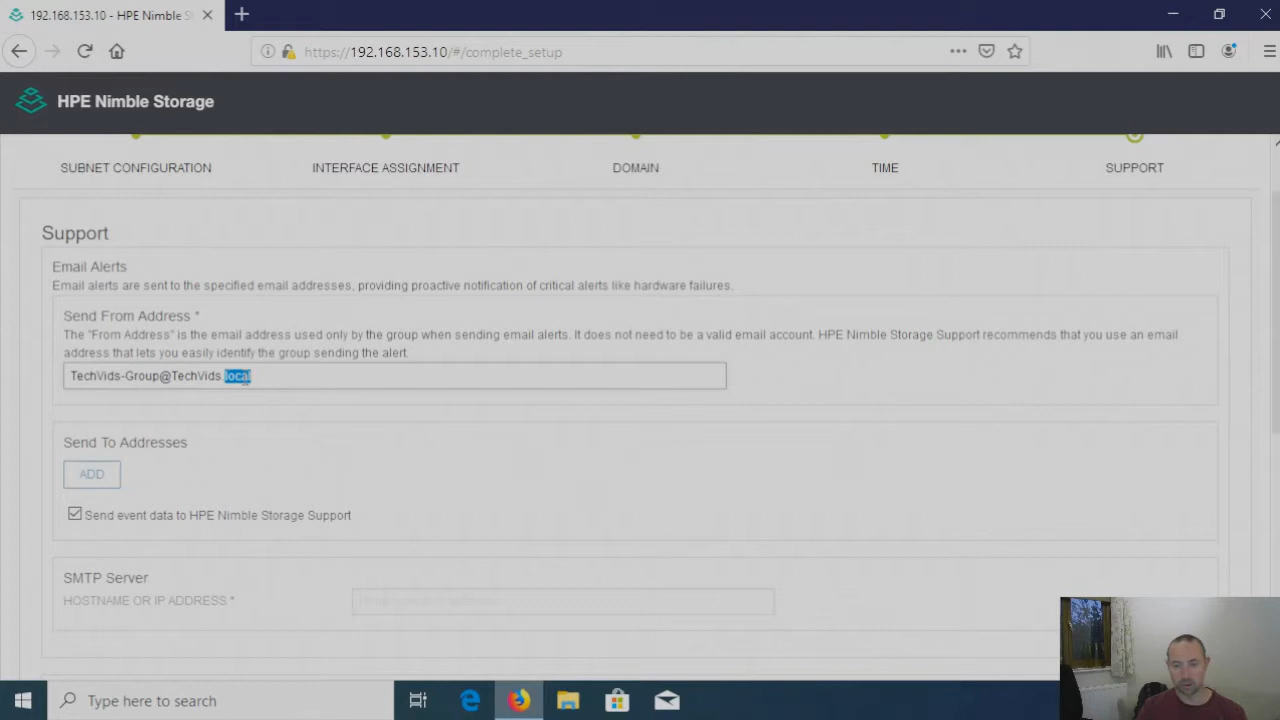 192.168.153.10 - HPE Nimble S
https://192.168.153.10/#/complete_setup
HPE Nimble Storage
SUBNET CONFIGURATION
INTERFACE ASSIGNMENT
DOMAIN
TIME
SUPPORT
Support
Email Alerts
Email alerts are sent to the specified email addresses, providing proactive notification of critical alerts like hardware failures.
Send From Address *
The "From Address" is the email address used only by the group when sending email alerts. It does not need to be a valid email account. HPE Nimble Storage Support recommends that you use an email
address that lets you easily identify the group sending the alert.
TechVids-Group@TechVids.local
Send To Addresses
ADD
Send event data to HPE Nimble Storage Support
SMTP Server
HOSTNAME OR IP ADDRESS *
Type here to search